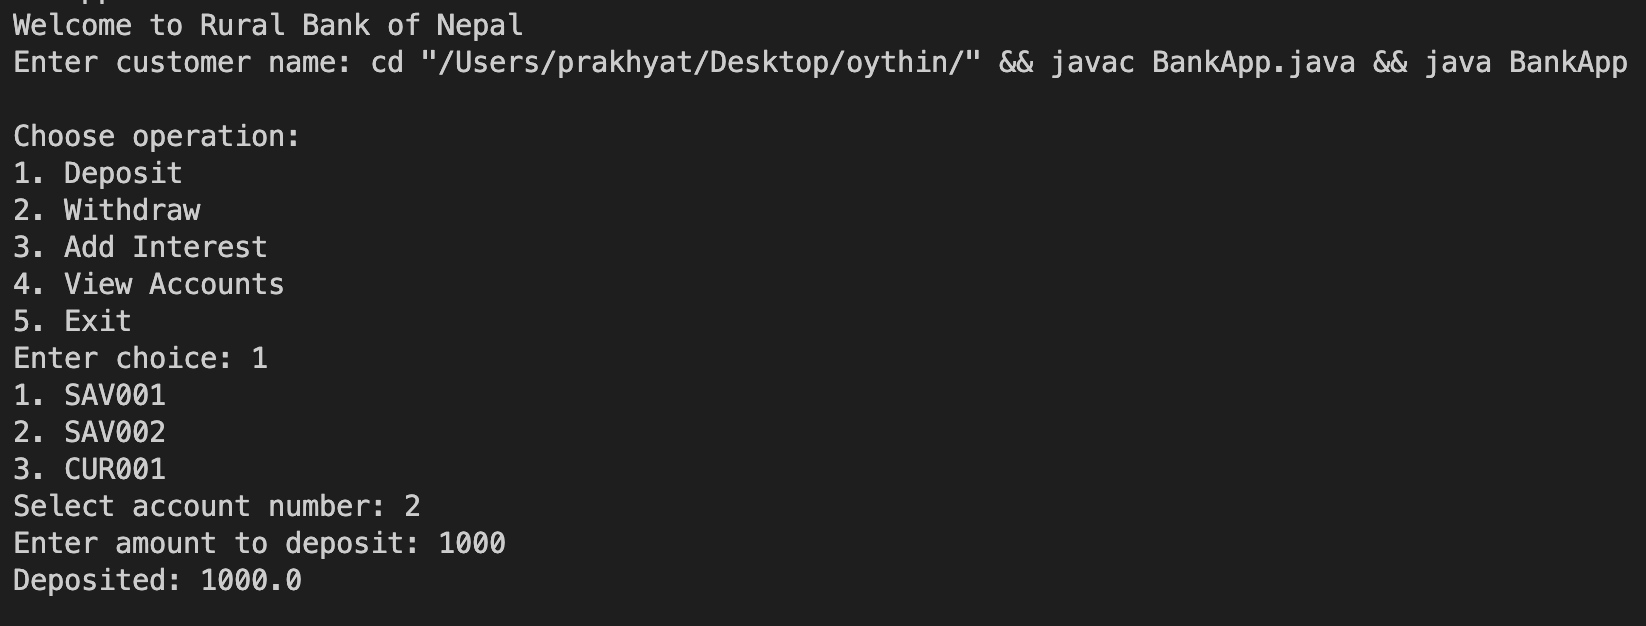 Welcome to Rural Bank of Nepal
Enter customer name: cd "/Users/prakhyat/Desktop/oythin/" && javac BankApp.java && java BankApp
Choose operation:
1. Deposit
2. Withdraw
3. Add Interest
4. View Accounts
5. Exit
Enter choice: 1
1. SAV001
2. SAV002
3. CUR001
Select account number: 2
Enter amount to deposit: 1000
Deposited: 1000.0